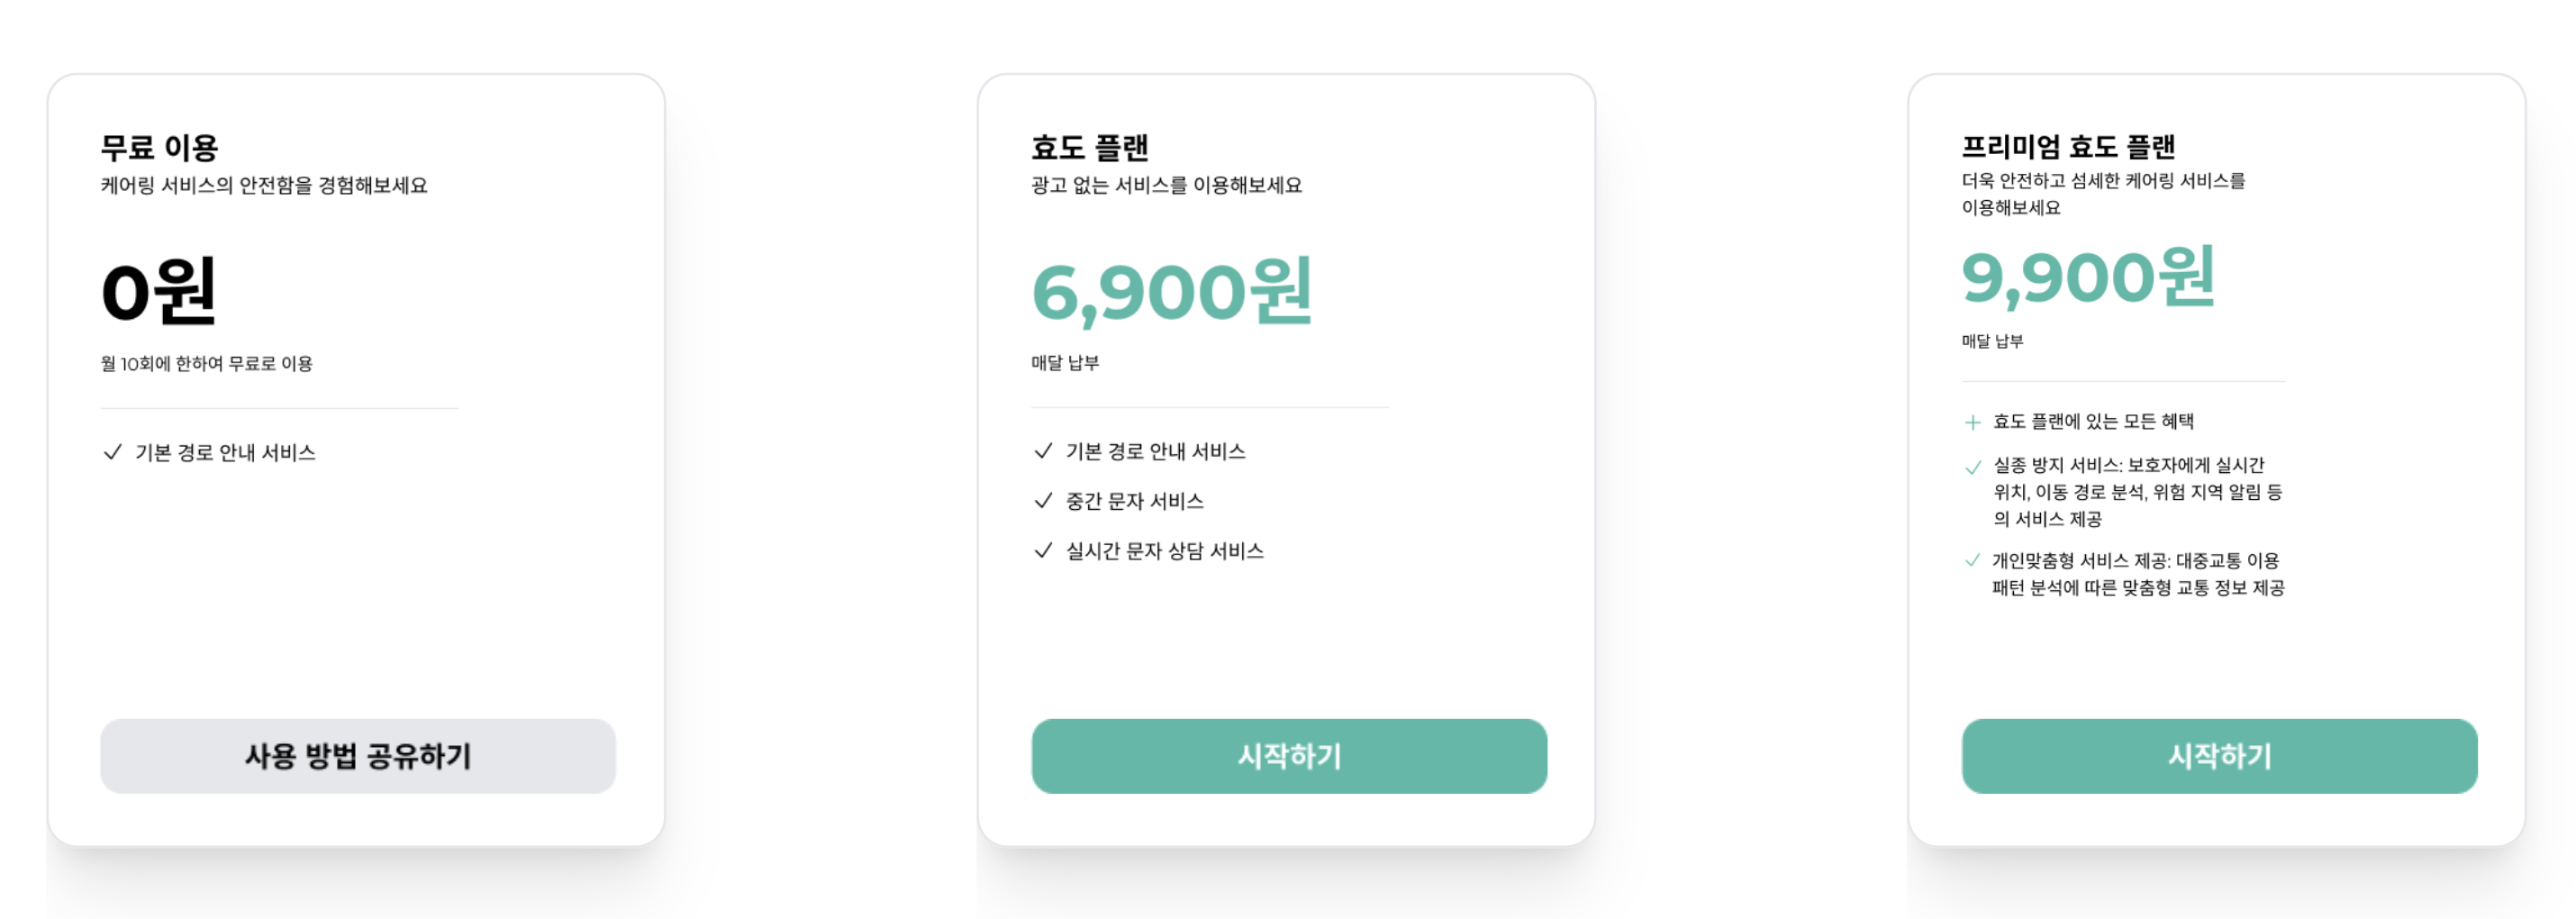 무료 이용
케어링 서비스의 안전함을 경험해보세요
0원
월 10회에 한하여 무료로 이용
기본 경로 안내 서비스
사용 방법 공유하기
효도 플랜
광고 없는 서비스를 이용해보세요
6,900원
매달 납부
기본 경로 안내 서비스
중간 문자 서비스
실시간 문자 상담 서비스
시작하기
프리미엄 효도 플랜
더욱 안전하고 섬세한 케어링 서비스를
이용해보세요
9,900원
매달 납부
효도 플랜에 있는 모든 혜택
실종 방지 서비스: 보호자에게 실시간
위치, 이동 경로 분석, 위험 지역 알림 등
의 서비스 제공
개인맞춤형 서비스 제공: 대중교통 이용
패턴 분석에 따른 맞춤형 교통 정보 제공
시작하기